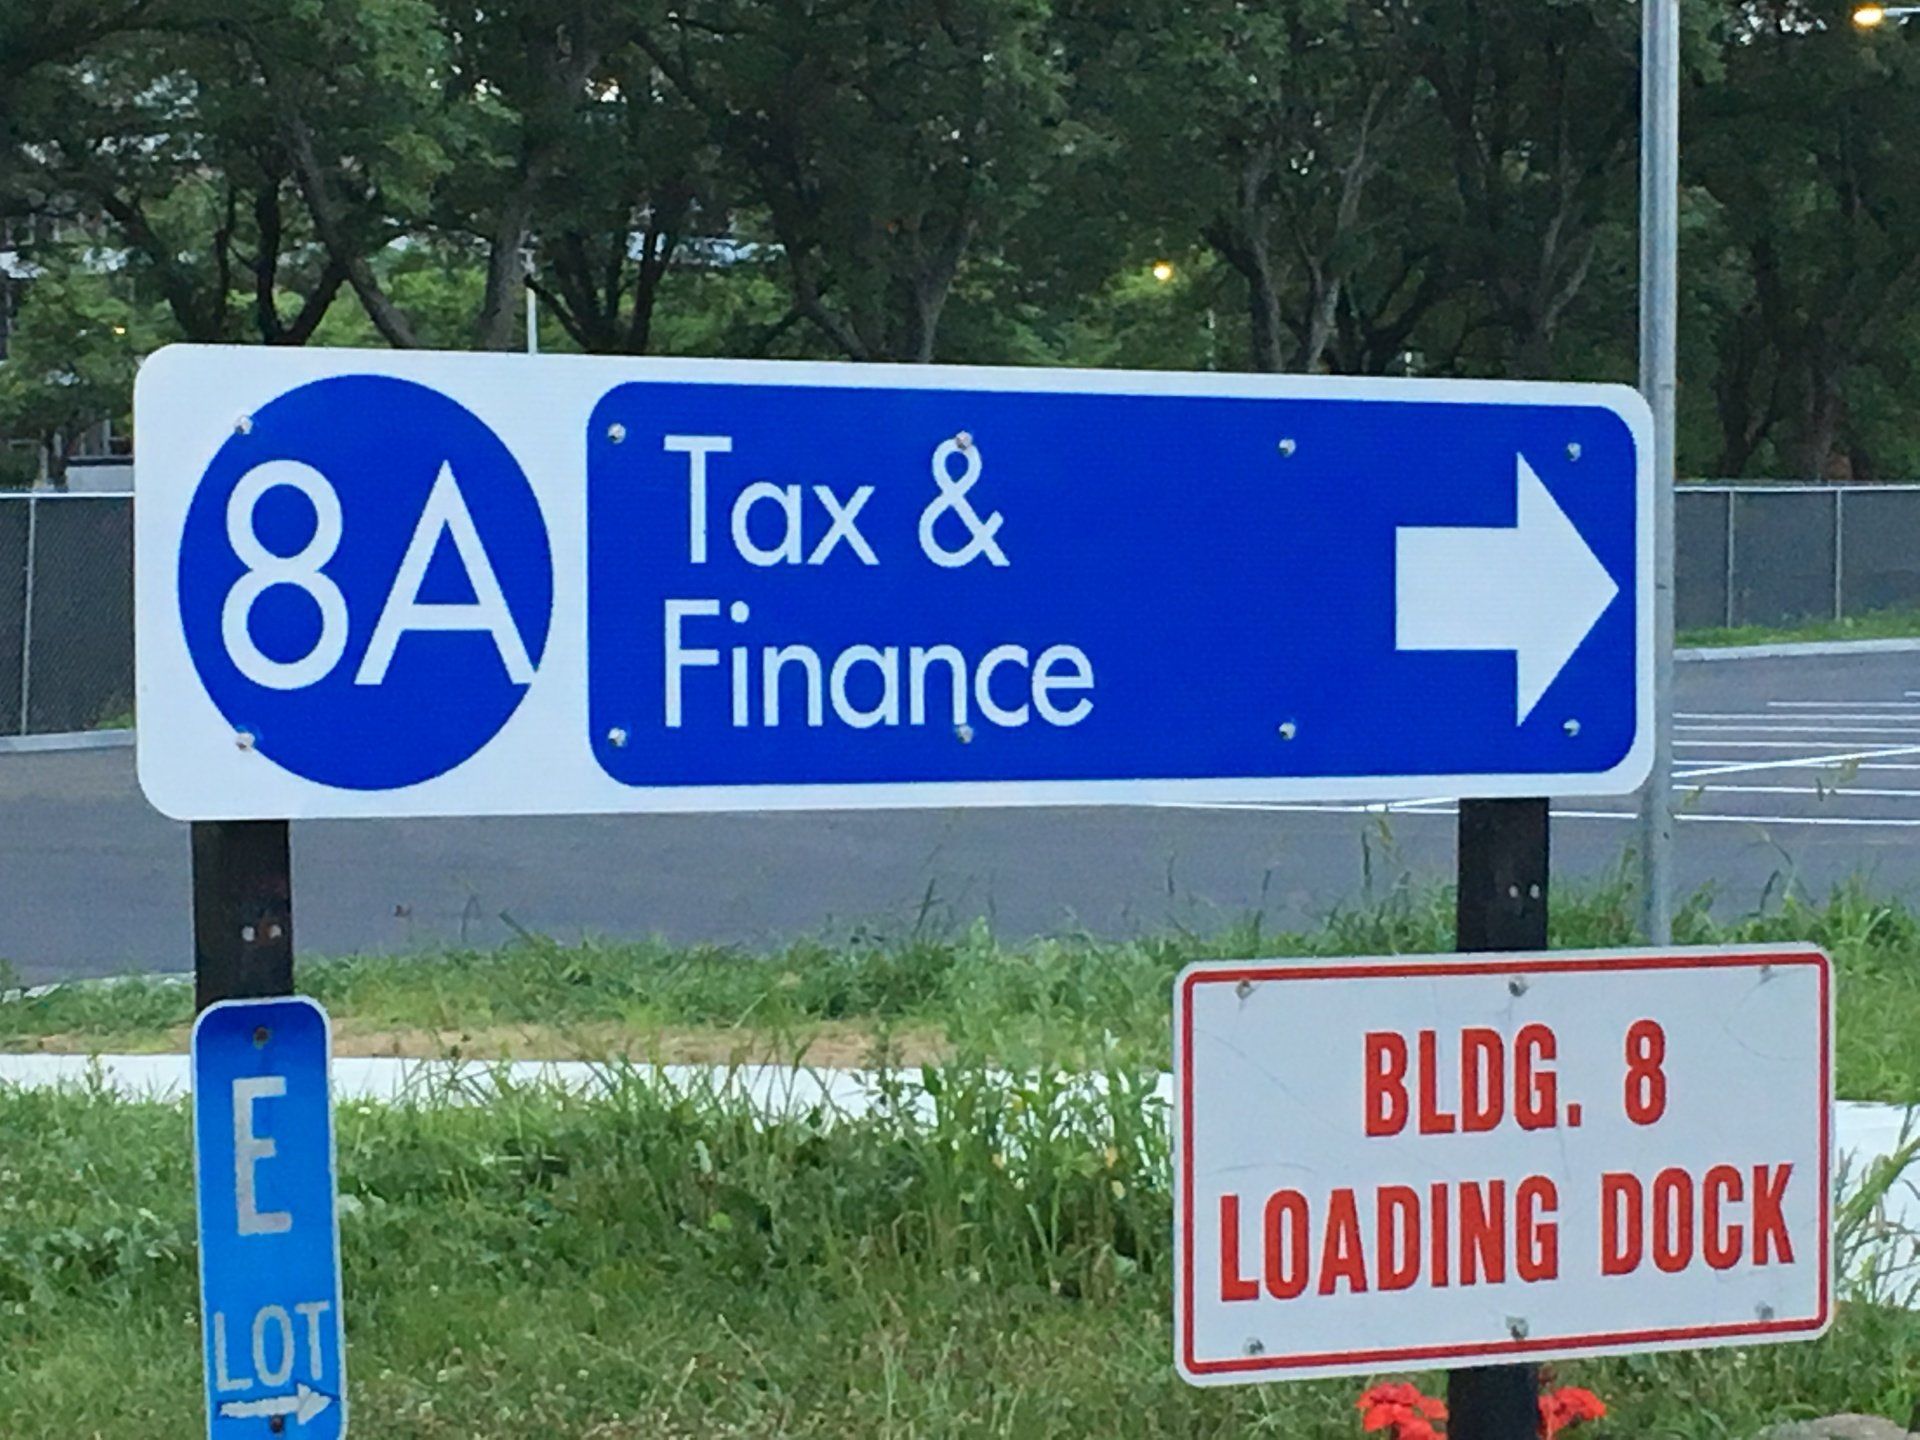 8A
Tax &
Finance
E
LOT
BLDG. 8
LOADING DOCK